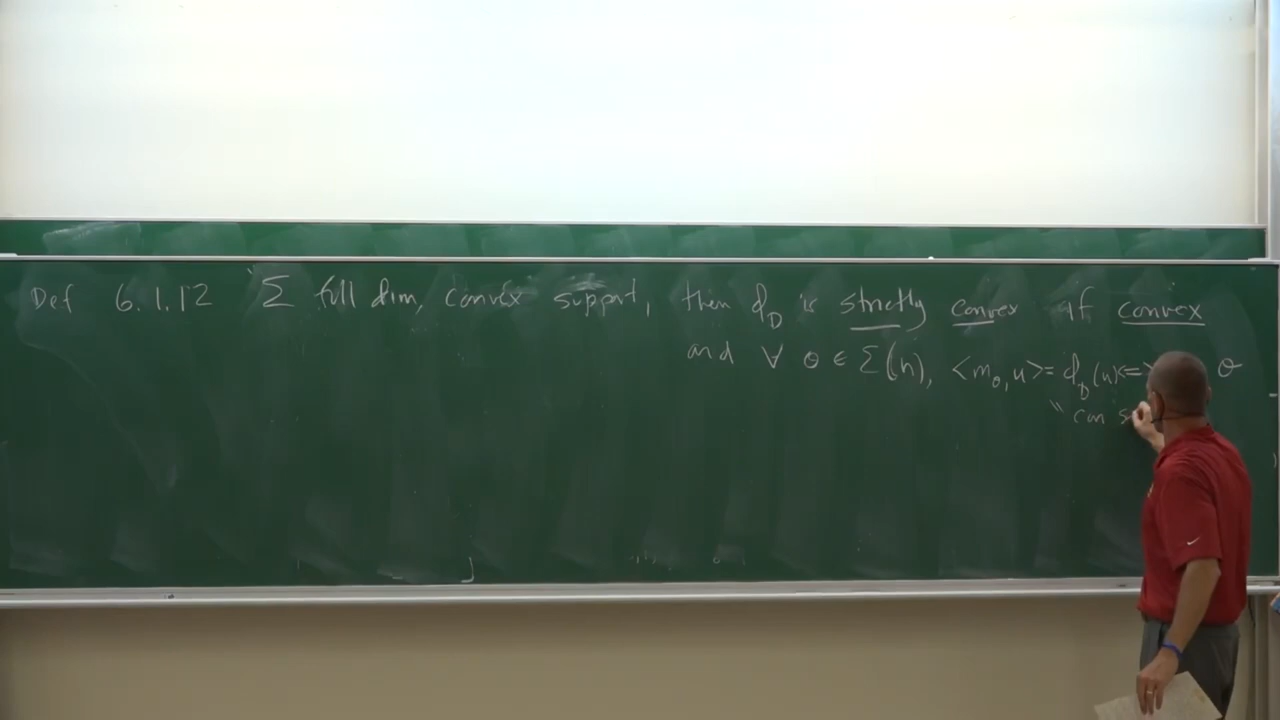 Def 6.1.12 Σ full dim, convex support, then φ_D is strictly convex if convex
and ∀ σ ∈ Σ(n), <m_σ, u> = φ_D(u) <=> σ
" can s